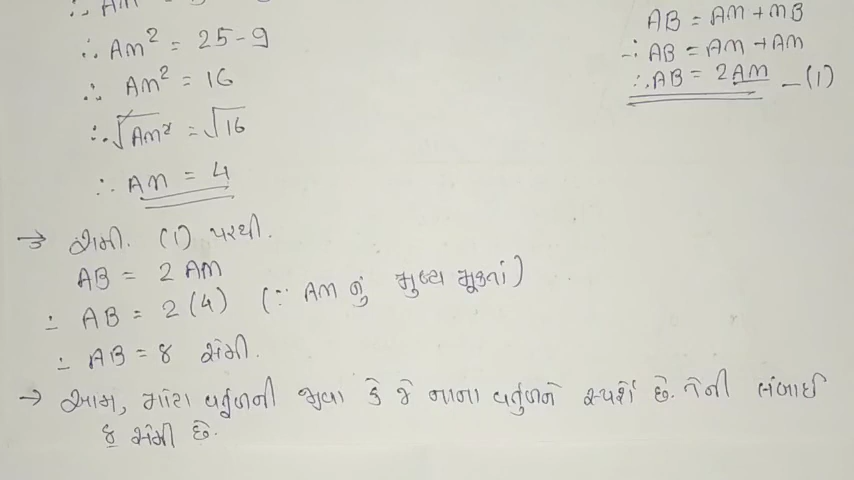 ∴ AM
∴ AM² = 25 - 9
∴ AM² = 16
∴ √AM² = √16
∴ AM = 4
AB = AM + MB
∴ AB = AM + AM
∴ AB = 2AM — (1)
→ સમી. (1) પરથી.
AB = 2 AM
∴ AB = 2(4) (∵ AM નું મુલ્ય મૂકતાં)
∴ AB = 8 સેમી.
→ આમ, મોટા વર્તુળની જીવા કે જે નાના વર્તુળને સ્પર્શે છે. તેની લંબાઈ
8 સેમી છે.